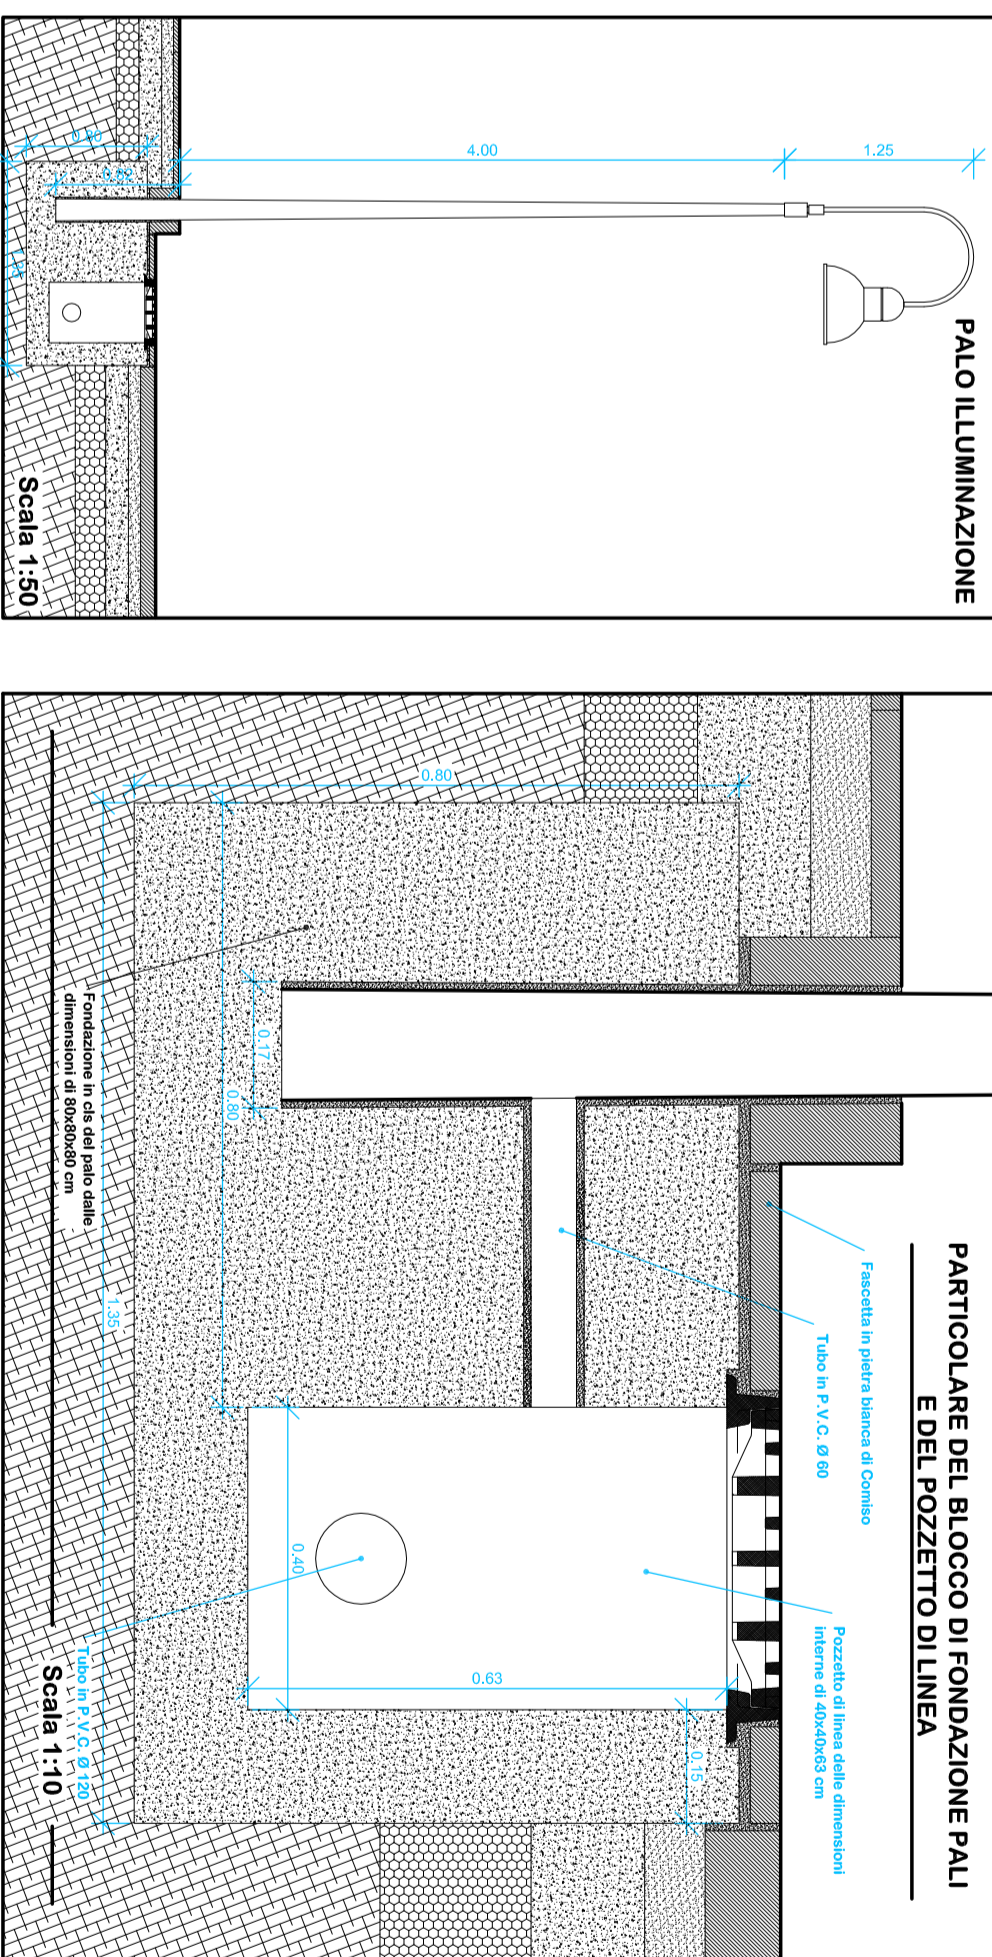 PALO ILLUMINAZIONE
1.25
4.00
0.80
0.82
1.35
Scala 1:50
PARTICOLARE DEL BLOCCO DI FONDAZIONE PALI
E DEL POZZETTO DI LINEA
Fascetta in pietra bianca di Comiso
Tubo in P.V.C. Ø 60
Pozzetto di linea delle dimensioni
interne di 40x40x63 cm
0.80
0.17
0.80
1.35
0.40
0.63
0.15
Fondazione in cls del palo dalle
dimensioni di 80x80x80 cm
Tubo in P.V.C. Ø 120
Scala 1:10